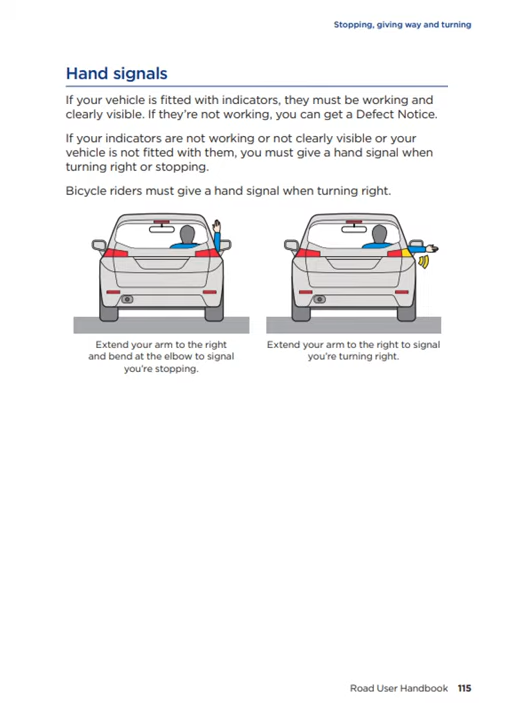 Stopping, giving way and turning
Hand signals
If your vehicle is fitted with indicators, they must be working and
clearly visible. If they're not working, you can get a Defect Notice.
If your indicators are not working or not clearly visible or your
vehicle is not fitted with them, you must give a hand signal when
turning right or stopping.
Bicycle riders must give a hand signal when turning right.
Extend your arm to the right
and bend at the elbow to signal
you're stopping.
Extend your arm to the right to signal
you're turning right.
Road User Handbook 115